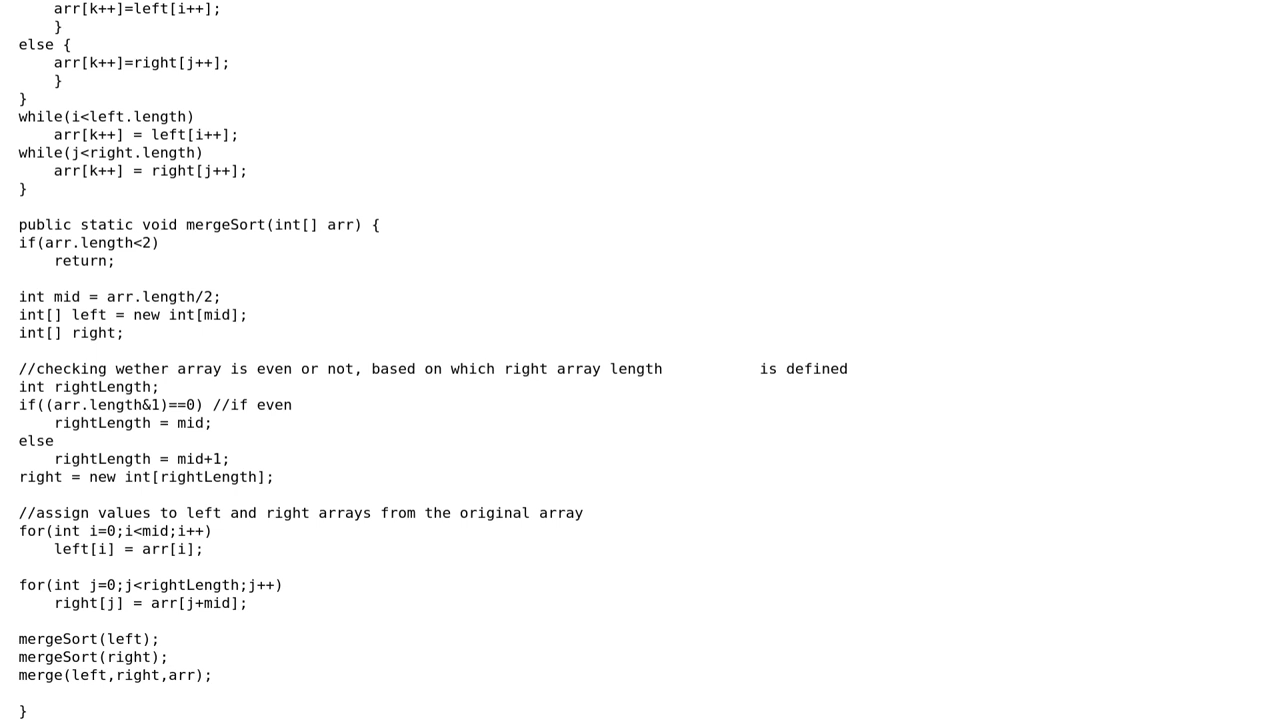 arr[k++]=left[i++];
    }
else {
    arr[k++]=right[j++];
    }
}
while(i<left.length)
    arr[k++] = left[i++];
while(j<right.length)
    arr[k++] = right[j++];
}

public static void mergeSort(int[] arr) {
if(arr.length<2)
    return;

int mid = arr.length/2;
int[] left = new int[mid];
int[] right;

//checking wether array is even or not, based on which right array length           is defined
int rightLength;
if((arr.length&1)==0) //if even
    rightLength = mid;
else
    rightLength = mid+1;
right = new int[rightLength];

//assign values to left and right arrays from the original array
for(int i=0;i<mid;i++)
    left[i] = arr[i];

for(int j=0;j<rightLength;j++)
    right[j] = arr[j+mid];

mergeSort(left);
mergeSort(right);
merge(left,right,arr);

}